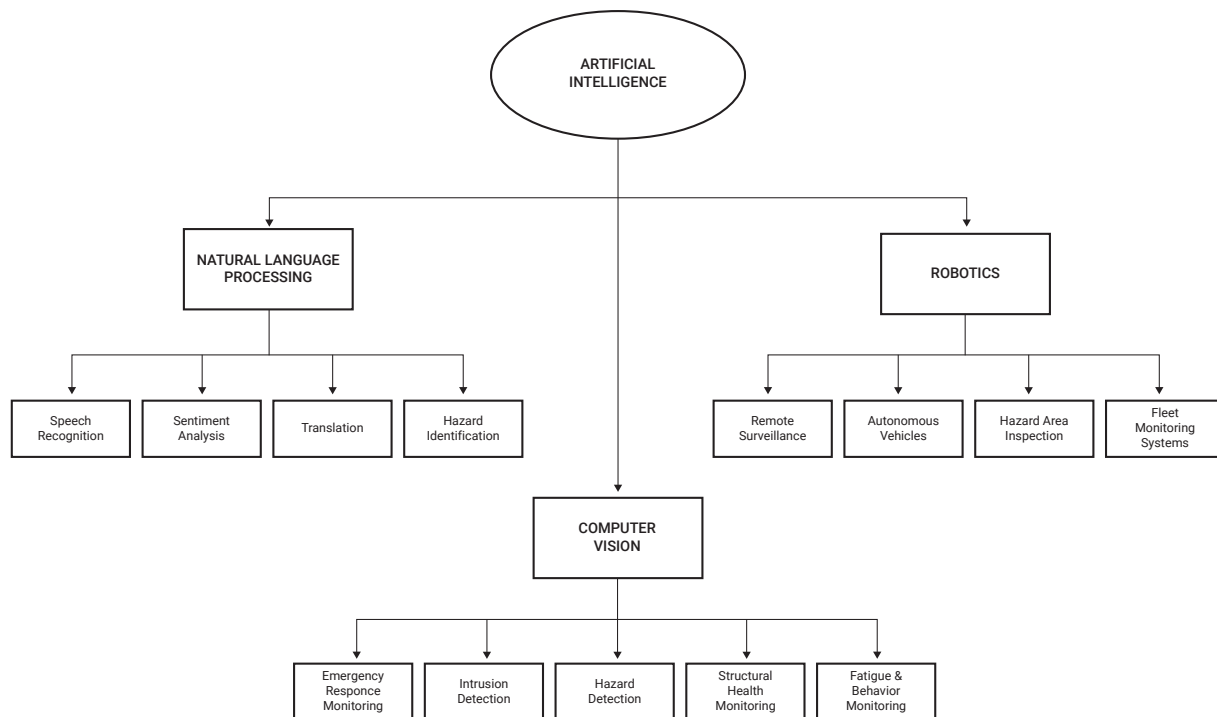 ARTIFICIAL
INTELLIGENCE
NATURAL LANGUAGE
PROCESSING
ROBOTICS
Speech
Recognition
Sentiment
Analysis
Translation
Hazard
Identification
Remote
Surveillance
Autonomous
Vehicles
Hazard Area
Inspection
Fleet
Monitoring
Systems
COMPUTER
VISION
Emergency
Responce
Monitoring
Intrusion
Detection
Hazard
Detection
Structural
Health
Monitoring
Fatigue &
Behavior
Monitoring